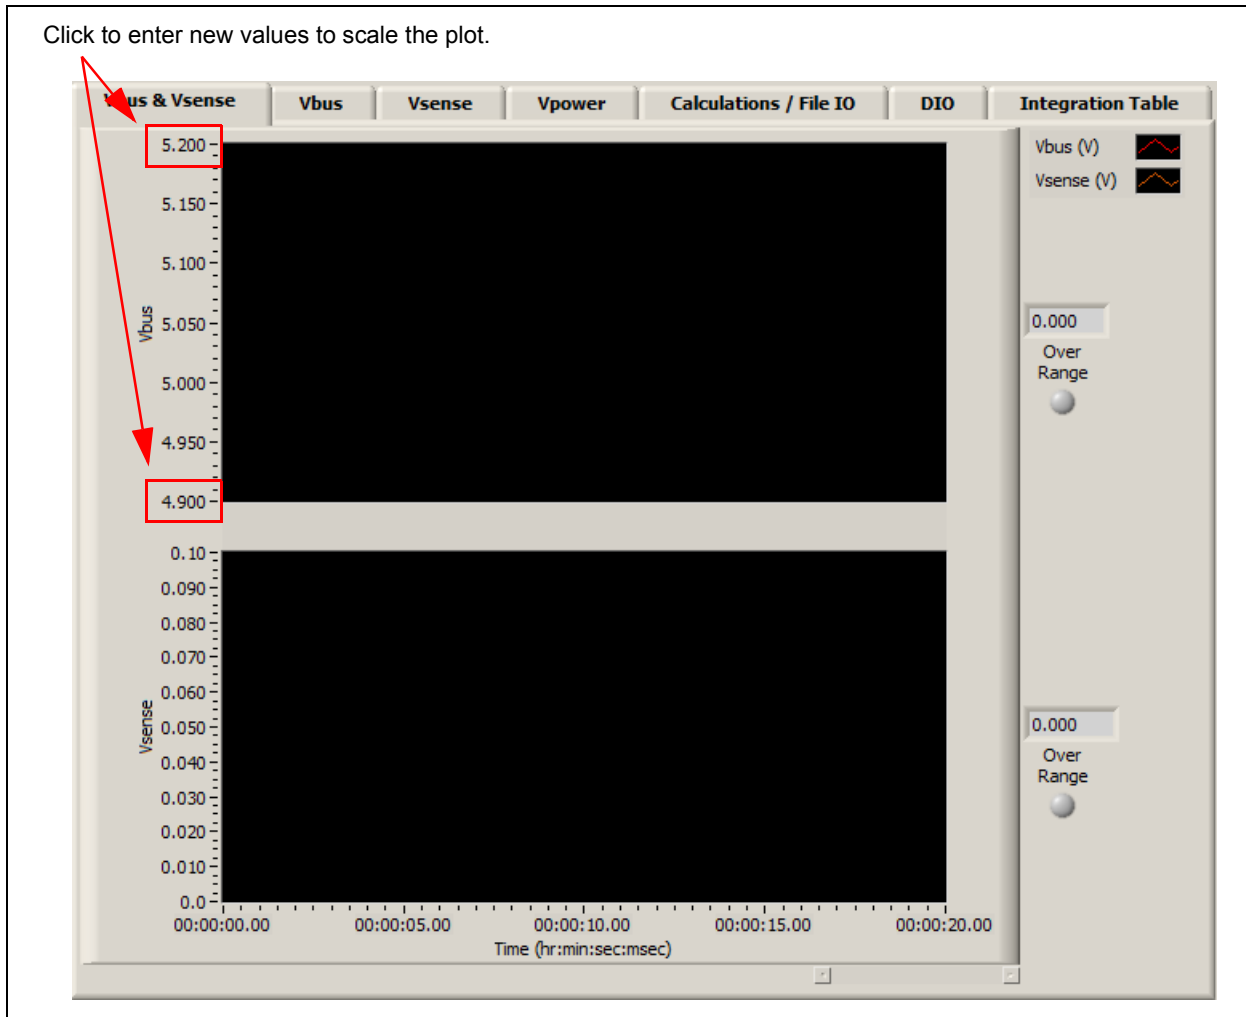 Click to enter new values to scale the plot.
Vbus & Vsense
Vbus
Vsense
Vpower
Calculations / File IO
DIO
Integration Table
5.200
5.150
5.100
5.050
5.000
4.950
4.900
Vbus
Vbus (V)
Vsense (V)
0.000
Over
Range
0.10
0.090
0.080
0.070
0.060
0.050
0.040
0.030
0.020
0.010
0.0
Vsense
0.000
Over
Range
00:00:00.00
00:00:05.00
00:00:10.00
00:00:15.00
00:00:20.00
Time (hr:min:sec:msec)